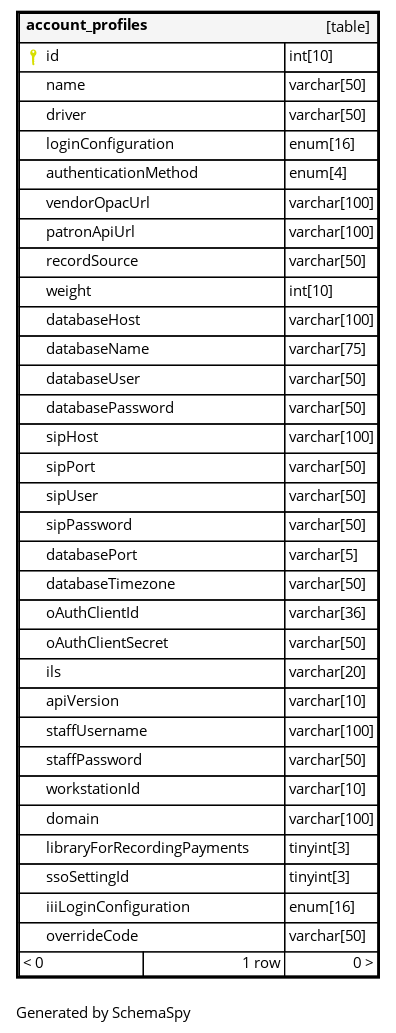 account_profiles [table]
id int[10]
name varchar[50]
driver varchar[50]
loginConfiguration enum[16]
authenticationMethod enum[4]
vendorOpacUrl varchar[100]
patronApiUrl varchar[100]
recordSource varchar[50]
weight int[10]
databaseHost varchar[100]
databaseName varchar[75]
databaseUser varchar[50]
databasePassword varchar[50]
sipHost varchar[100]
sipPort varchar[50]
sipUser varchar[50]
sipPassword varchar[50]
databasePort varchar[5]
databaseTimezone varchar[50]
oAuthClientId varchar[36]
oAuthClientSecret varchar[50]
ils varchar[20]
apiVersion varchar[10]
staffUsername varchar[100]
staffPassword varchar[50]
workstationId varchar[10]
domain varchar[100]
libraryForRecordingPayments tinyint[3]
ssoSettingId tinyint[3]
iiiLoginConfiguration enum[16]
overrideCode varchar[50]
< 0 1 row 0 >
Generated by SchemaSpy